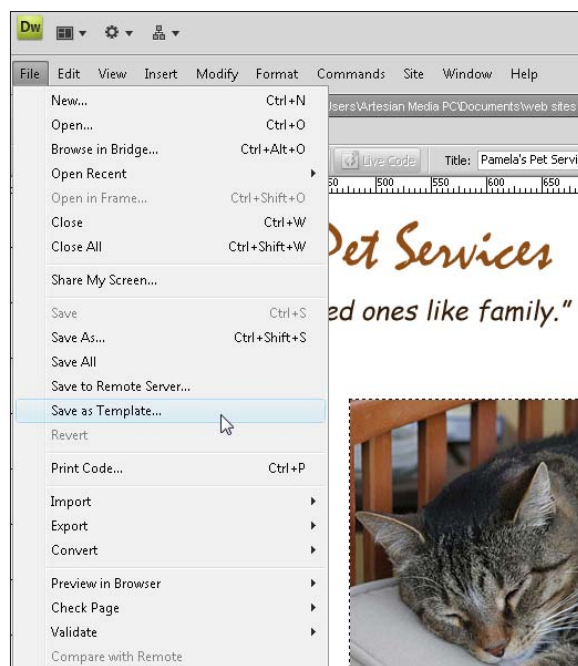 Dw
File Edit View Insert Modify Format Commands Site Window Help
New... Ctrl+N
Open... Ctrl+O
Browse in Bridge... Ctrl+Alt+O
Open Recent
Open in Frame... Ctrl+Shift+O
Close Ctrl+W
Close All Ctrl+Shift+W
Share My Screen...
Save Ctrl+S
Save As... Ctrl+Shift+S
Save All
Save to Remote Server...
Save as Template...
Revert
Print Code... Ctrl+P
Import
Export
Convert
Preview in Browser
Check Page
Validate
Compare with Remote
Jsers\Artesian Media PC\Documents\web sites
Live Code Title: Pamela's Pet Servi
50 500 550 600 650
Pet Services
ed ones like family."